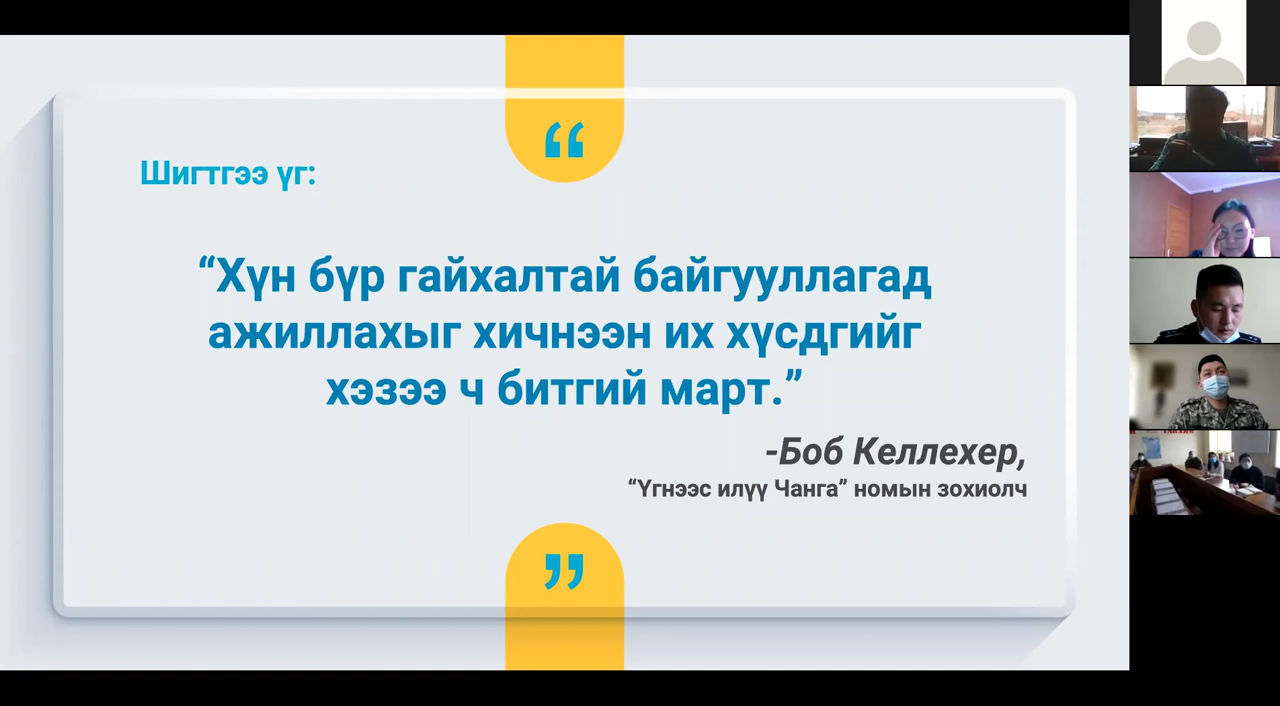 Шигтгээ үг:
“Хүн бүр гайхалтай байгууллагад
ажиллахыг хичнээн их хүсдгийг
хэзээ ч битгий март.”
-Боб Келлехер,
“Үгнээс илүү Чанга” номын зохиолч